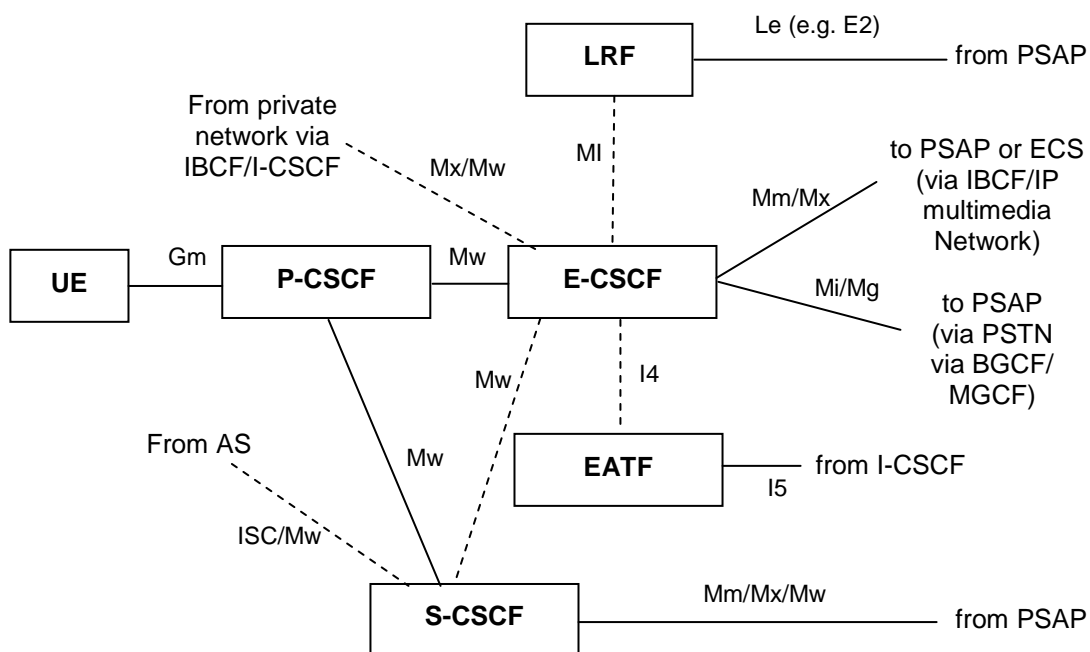 Le (e.g. E2)
LRF
from PSAP
From private
network via
IBCF/I-CSCF
Mx/Mw
Ml
to PSAP or ECS
(via IBCF/IP
multimedia
Network)
Mm/Mx
Gm
Mw
UE
P-CSCF
E-CSCF
Mi/Mg
to PSAP
(via PSTN
via BGCF/
MGCF)
Mw
I4
From AS
Mw
EATF
from I-CSCF
I5
ISC/Mw
Mm/Mx/Mw
S-CSCF
from PSAP